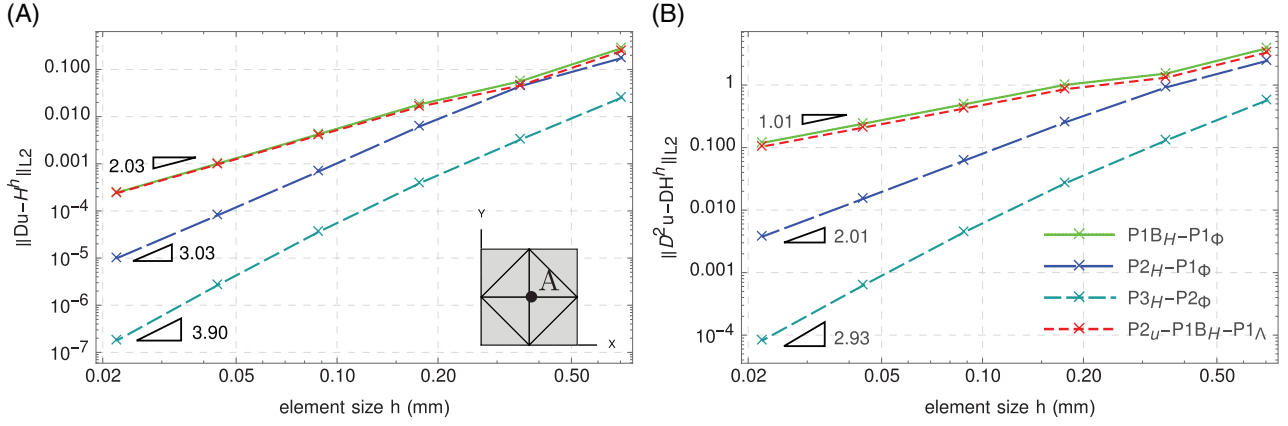 (A)
‖Du–Hʰ‖L2
0.100
0.010
0.001
10⁻⁴
10⁻⁵
10⁻⁶
10⁻⁷
2.03
3.03
3.90
Y
A
X
0.02 0.05 0.10 0.20 0.50
element size h (mm)
(B)
‖D²u–DHʰ‖L2
1
0.100
0.010
0.001
10⁻⁴
1.01
2.01
2.93
P1B_H–P1_Φ
P2_H–P1_Φ
P3_H–P2_Φ
P2_u–P1B_H–P1_Λ
0.02 0.05 0.10 0.20 0.50
element size h (mm)